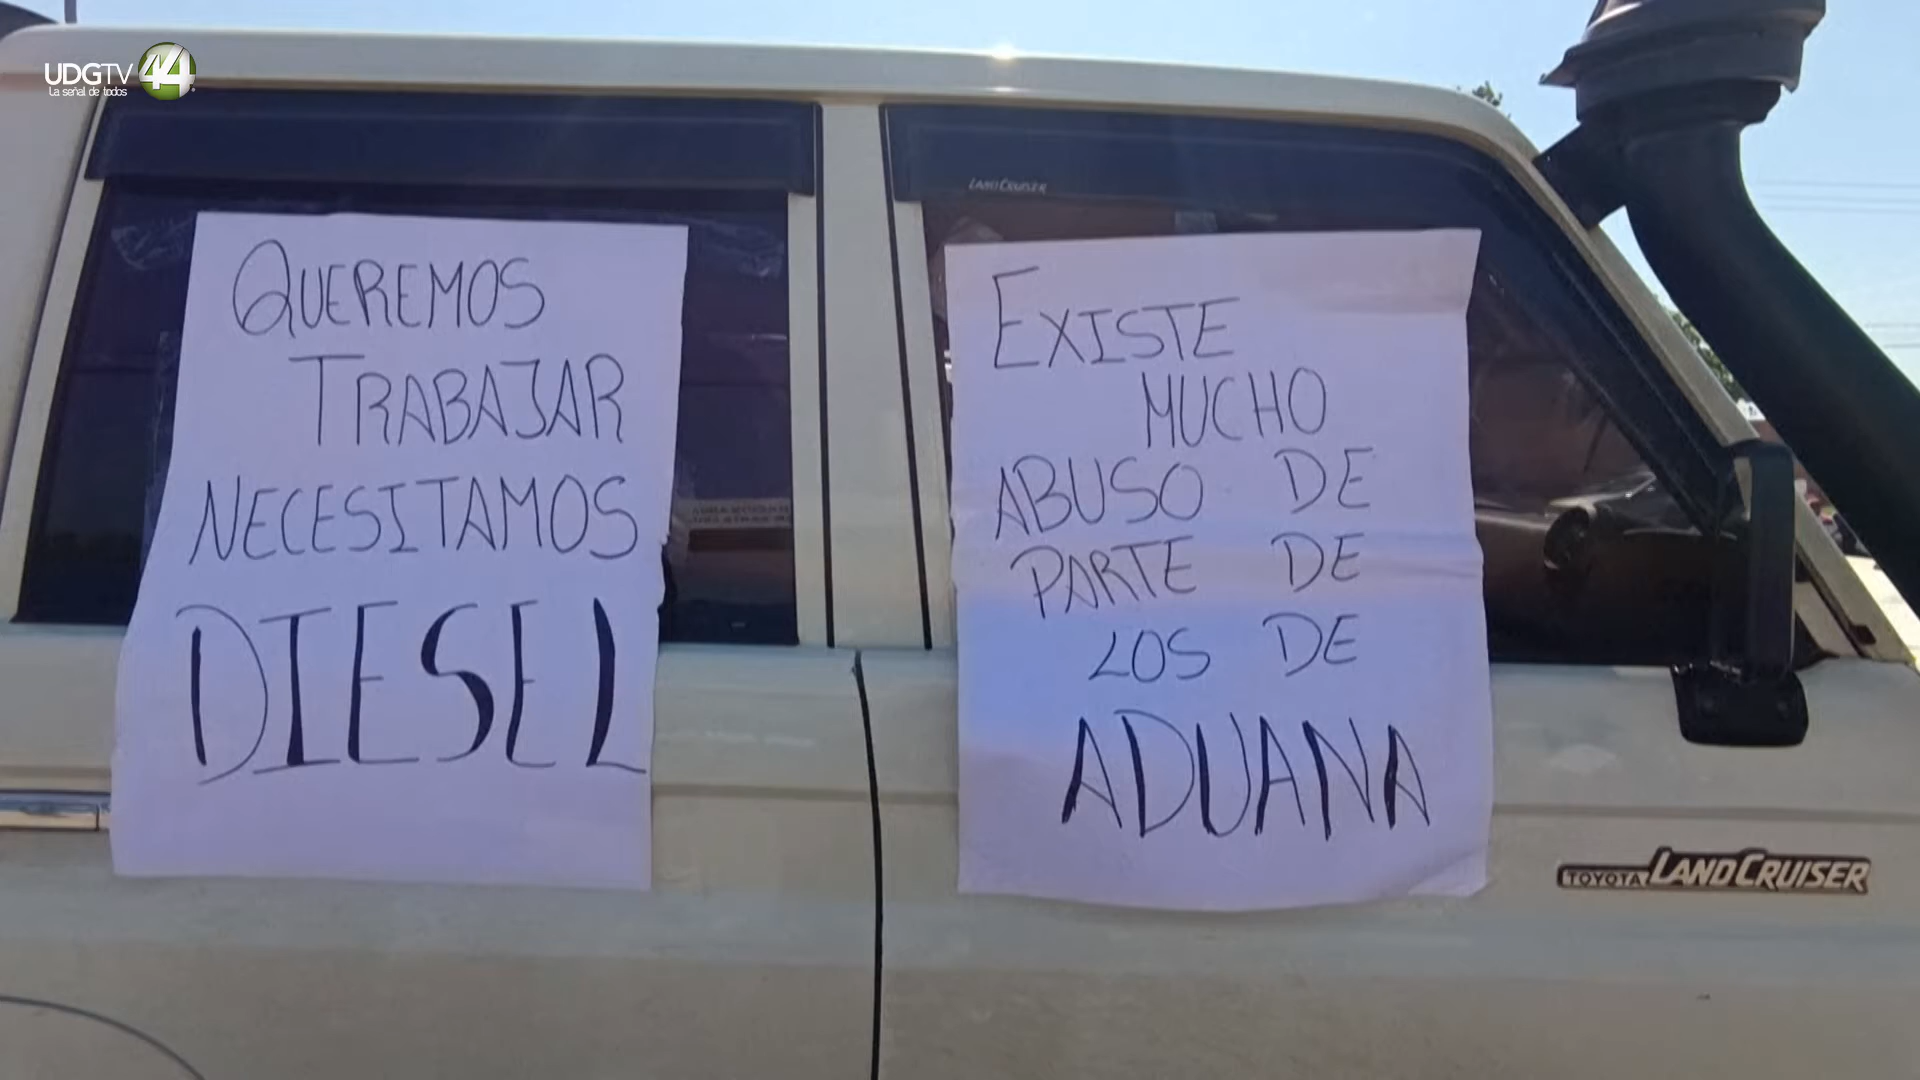 UDGTV 44
La señal de todos
LAND CRUISER
QUEREMOS
TRABAJAR
NECESITAMOS
DIESEL
EXISTE
MUCHO
ABUSO DE
PARTE DE
LOS DE
ADUANA
TOYOTA LAND CRUISER